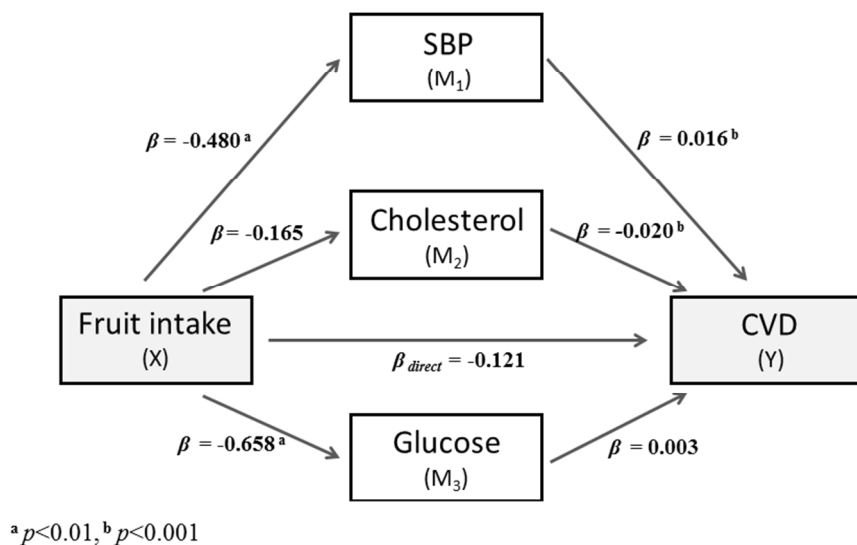 SBP
(M₁)
β = -0.480 ᵃ
β = 0.016 ᵇ
Cholesterol
(M₂)
β = -0.165
β = -0.020 ᵇ
Fruit intake
(X)
CVD
(Y)
β direct = -0.121
Glucose
(M₃)
β = -0.658 ᵃ
β = 0.003
ᵃ p<0.01, ᵇ p<0.001